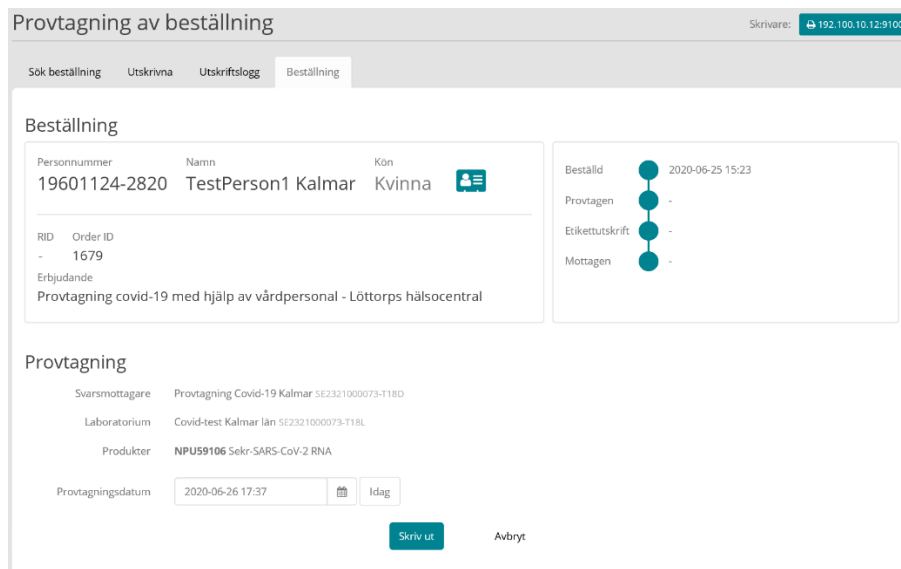 Provtagning av beställning
Skrivare: 192.100.10.12:9100
Sök beställning Utskrivna Utskriftslogg Beställning
Beställning
Personnummer Namn Kön
19601124-2820 TestPerson1 Kalmar Kvinna
RID Order ID
- 1679
Erbjudande
Provtagning covid-19 med hjälp av vårdpersonal - Löttorps hälsocentral
Beställd 2020-06-25 15:23
Provtagen -
Etikettutskrift -
Mottagen -
Provtagning
Svarsmottagare Provtagning Covid-19 Kalmar SE2321000073-T18D
Laboratorium Covid-test Kalmar län SE2321000073-T18L
Produkter NPU59106 Sekr-SARS-CoV-2 RNA
Provtagningsdatum 2020-06-26 17:37 Idag
Skriv ut Avbryt